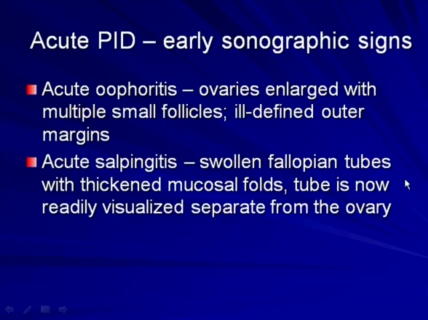 Acute PID – early sonographic signs
Acute oophoritis – ovaries enlarged with
multiple small follicles; ill-defined outer
margins
Acute salpingitis – swollen fallopian tubes
with thickened mucosal folds, tube is now
readily visualized separate from the ovary